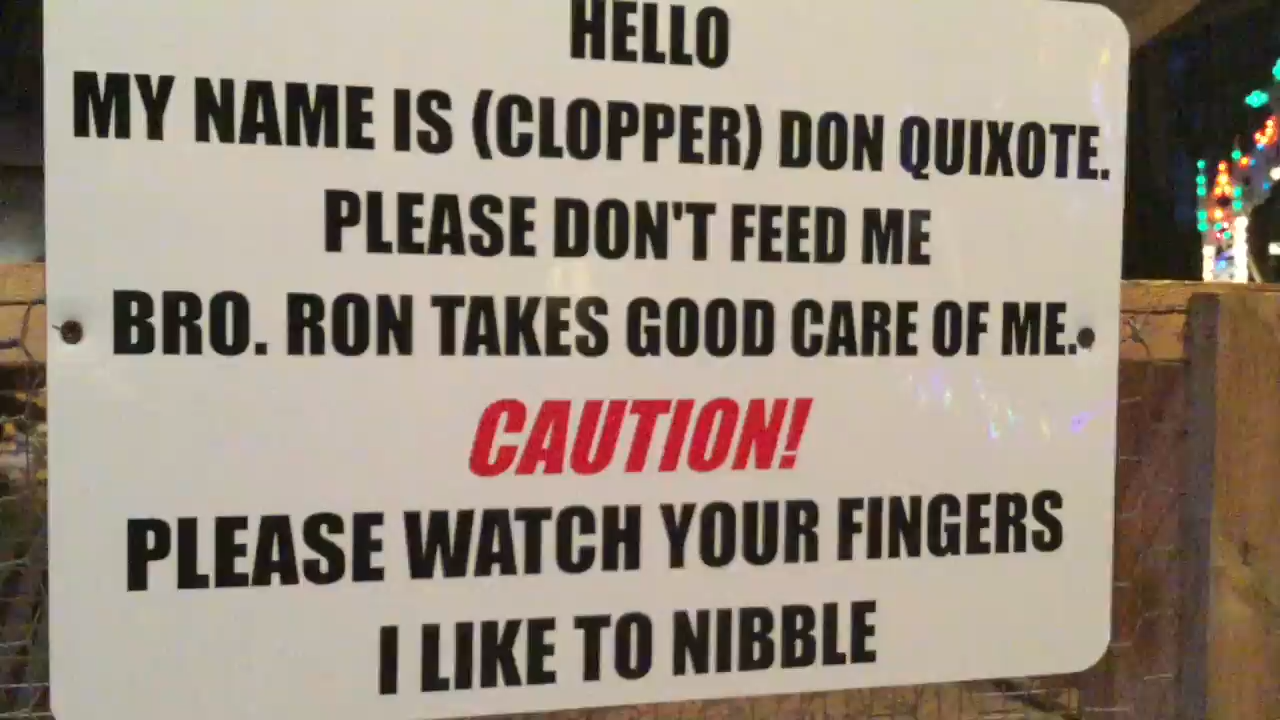 HELLO
MY NAME IS (CLOPPER) DON QUIXOTE.
PLEASE DON'T FEED ME
BRO. RON TAKES GOOD CARE OF ME.
CAUTION!
PLEASE WATCH YOUR FINGERS
I LIKE TO NIBBLE